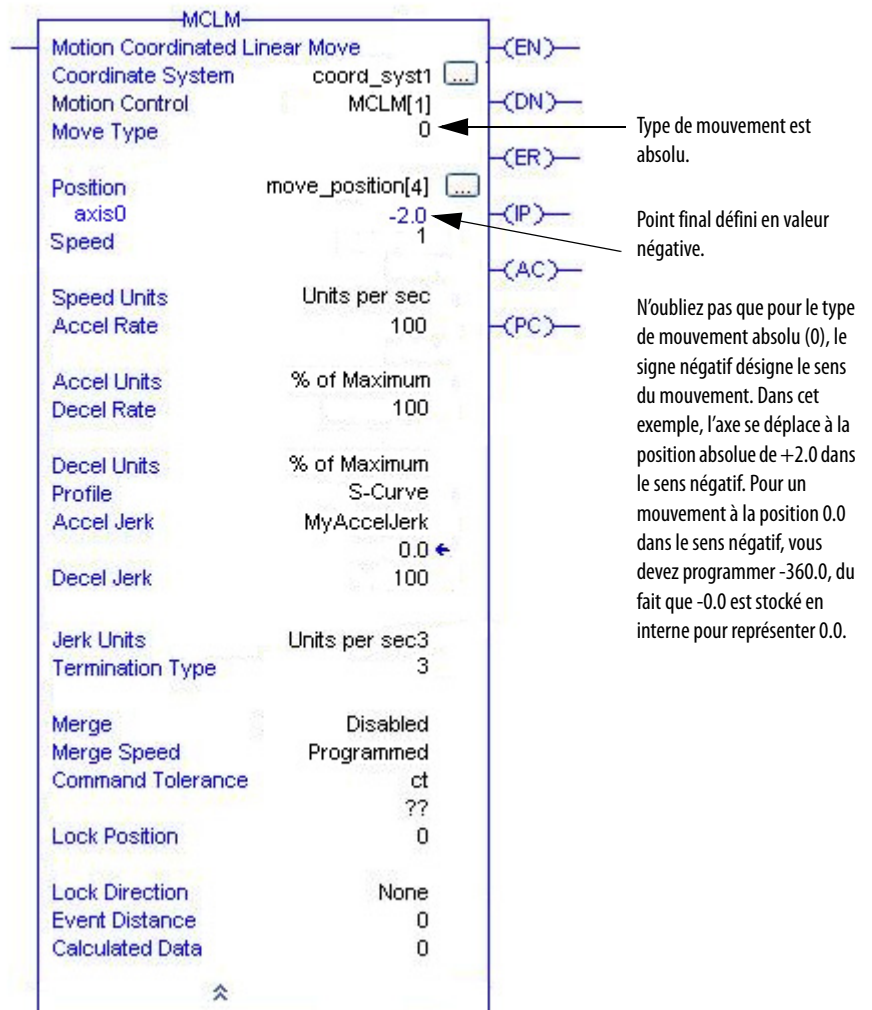 MCLM
Motion Coordinated Linear Move
Coordinate System coord_syst1 ...
Motion Control MCLM[1]
Move Type 0
Position move_position[4] ...
axis0 -2.0
Speed 1
Speed Units Units per sec
Accel Rate 100
Accel Units % of Maximum
Decel Rate 100
Decel Units % of Maximum
Profile S-Curve
Accel Jerk MyAccelJerk
0.0
Decel Jerk 100
Jerk Units Units per sec3
Termination Type 3
Merge Disabled
Merge Speed Programmed
Command Tolerance ct
??
Lock Position 0
Lock Direction None
Event Distance 0
Calculated Data 0
(EN)
(DN)
(ER)
(IP)
(AC)
(PC)
Type de mouvement est
absolu.
Point final défini en valeur
négative.
N'oubliez pas que pour le type
de mouvement absolu (0), le
signe négatif désigne le sens
du mouvement. Dans cet
exemple, l'axe se déplace à la
position absolue de +2.0 dans
le sens négatif. Pour un
mouvement à la position 0.0
dans le sens négatif, vous
devez programmer -360.0, du
fait que -0.0 est stocké en
interne pour représenter 0.0.